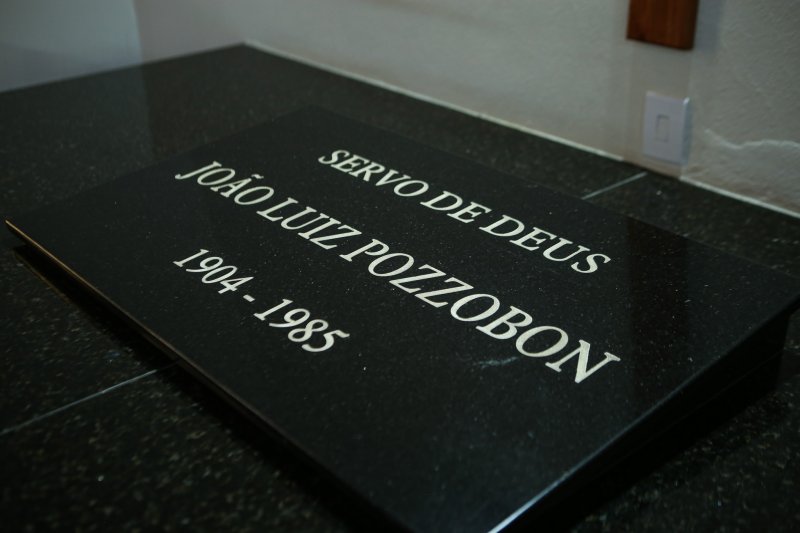 SERVO DE DEUS
JOÃO LUIZ POZZOBON
1904 - 1985